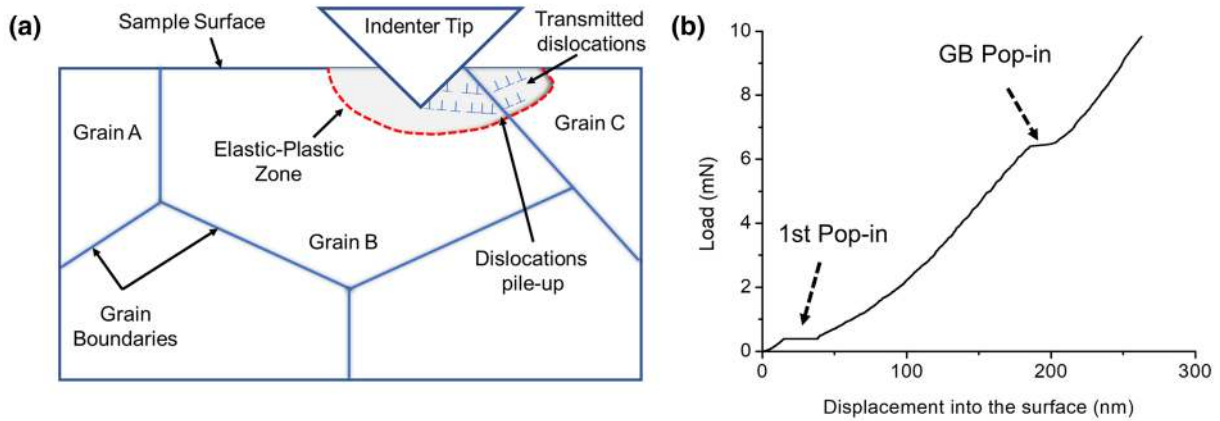 (a)
Sample Surface
Indenter Tip
Transmitted
dislocations
Grain A
Grain C
Elastic-Plastic
Zone
Grain B
Dislocations
pile-up
Grain
Boundaries
(b)
10
8
6
4
2
0
Load (mN)
GB Pop-in
1st Pop-in
0
100
200
300
Displacement into the surface (nm)